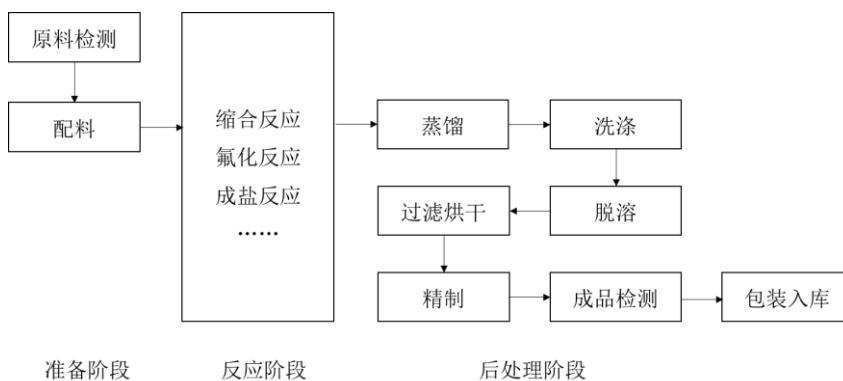 原料检测
配料
缩合反应
氟化反应
成盐反应
……
蒸馏
洗涤
脱溶
过滤烘干
精制
成品检测
包装入库
准备阶段
反应阶段
后处理阶段